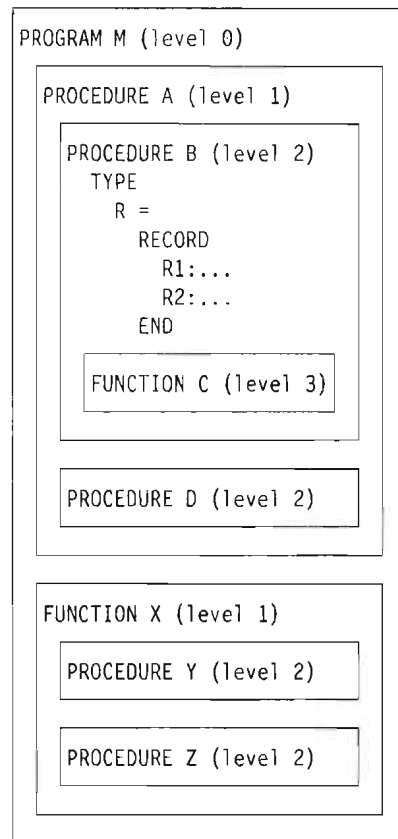 PROGRAM M (level 0)
PROCEDURE A (level 1)
PROCEDURE B (level 2)
TYPE
R =
RECORD
R1:...
R2:...
END
FUNCTION C (level 3)
PROCEDURE D (level 2)
FUNCTION X (level 1)
PROCEDURE Y (level 2)
PROCEDURE Z (level 2)